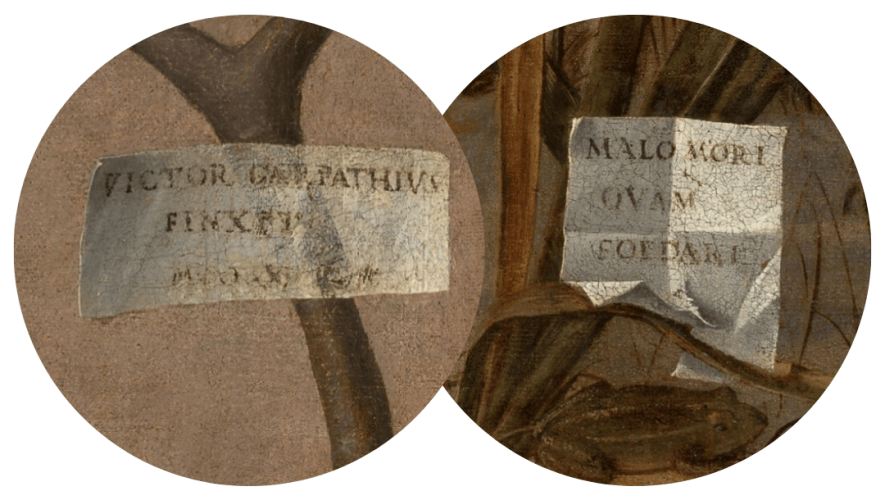 VICTOR CARPATHIVS
FINXIT
MALO MORI
QVAM
FOEDARI